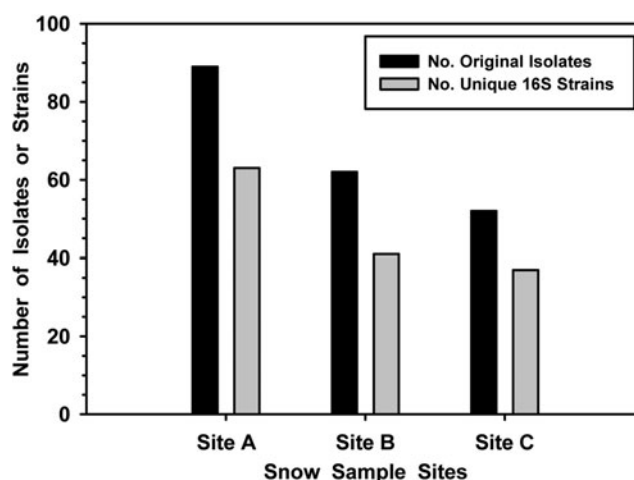 100
80
60
40
20
0
Number of Isolates or Strains
No. Original Isolates
No. Unique 16S Strains
Site A Site B Site C
Snow Sample Sites